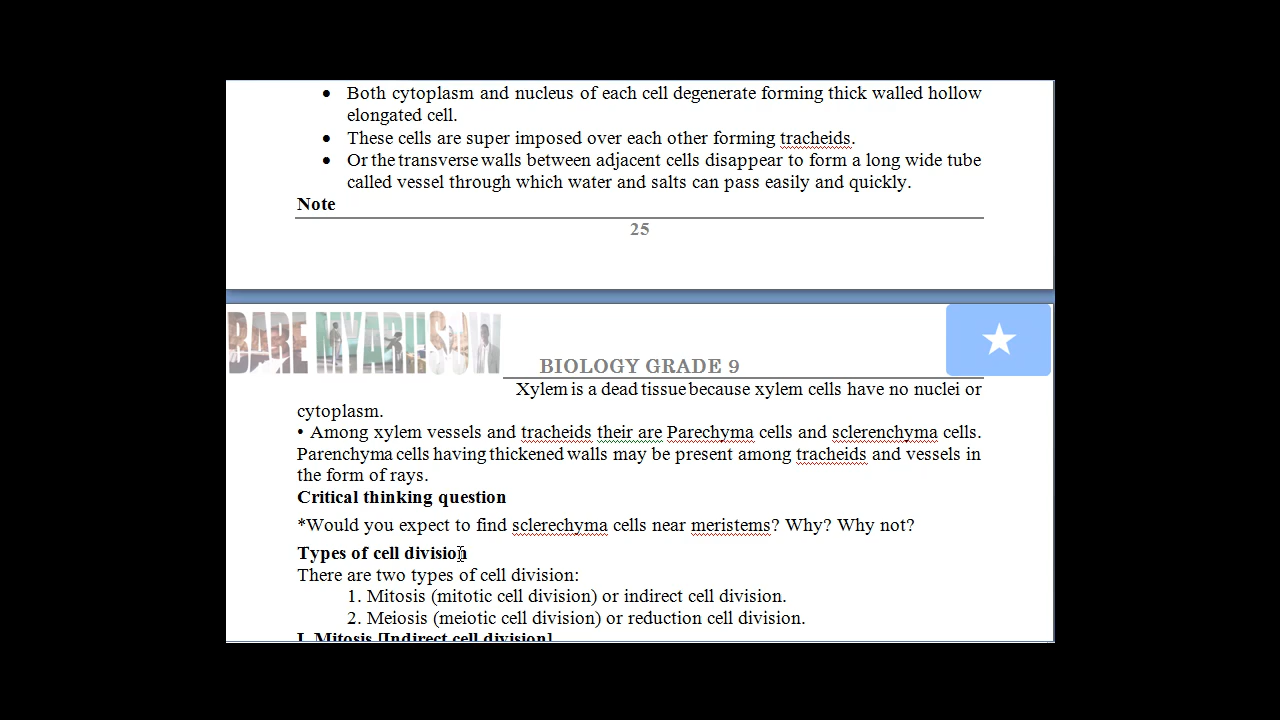 • Both cytoplasm and nucleus of each cell degenerate forming thick walled hollow
elongated cell.
• These cells are super imposed over each other forming tracheids.
• Or the transverse walls between adjacent cells disappear to form a long wide tube
called vessel through which water and salts can pass easily and quickly.
Note
25
BARE MYARIISOW
BIOLOGY GRADE 9
Xylem is a dead tissue because xylem cells have no nuclei or
cytoplasm.
• Among xylem vessels and tracheids their are Parechyma cells and sclerenchyma cells.
Parenchyma cells having thickened walls may be present among tracheids and vessels in
the form of rays.
Critical thinking question
*Would you expect to find sclerechyma cells near meristems? Why? Why not?
Types of cell division
There are two types of cell division:
1. Mitosis (mitotic cell division) or indirect cell division.
2. Meiosis (meiotic cell division) or reduction cell division.
I. Mitosis [Indirect cell division]